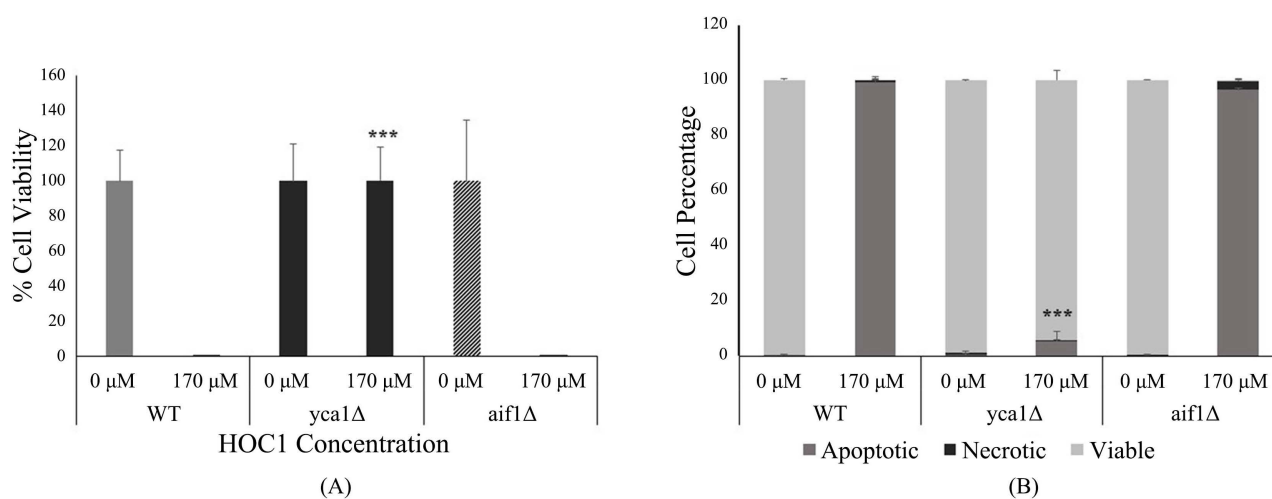 160
140
120
100
80
60
40
20
0
% Cell Viability
***
0 μM 170 μM 0 μM 170 μM 0 μM 170 μM
WT yca1Δ aif1Δ
HOC1 Concentration
(A)
120
100
80
60
40
20
0
Cell Percentage
***
0 μM 170 μM 0 μM 170 μM 0 μM 170 μM
WT yca1Δ aif1Δ
Apoptotic Necrotic Viable
(B)